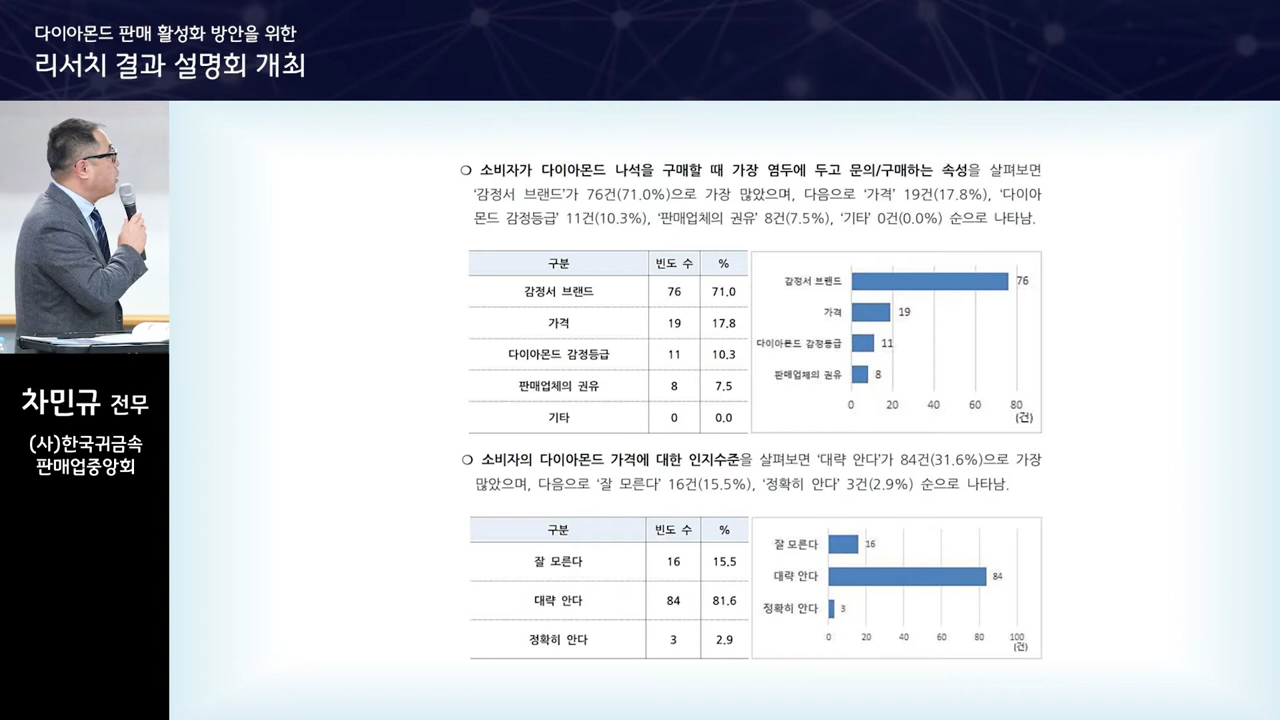 다이아몬드 판매 활성화 방안을 위한
리서치 결과 설명회 개최
차민규 전무
(사)한국귀금속
판매업중앙회
❍ 소비자가 다이아몬드 나석을 구매할 때 가장 염두에 두고 문의/구매하는 속성을 살펴보면
‘감정서 브랜드’가 76건(71.0%)으로 가장 많았으며, 다음으로 ‘가격’ 19건(17.8%), ‘다이아
몬드 감정등급’ 11건(10.3%), ‘판매업체의 권유’ 8건(7.5%), ‘기타’ 0건(0.0%) 순으로 나타남.
구분 빈도 수 %
감정서 브랜드 76 71.0
가격 19 17.8
다이아몬드 감정등급 11 10.3
판매업체의 권유 8 7.5
기타 0 0.0
감정서 브랜드 76
가격 19
다이아몬드 감정등급 11
판매업체의 권유 8
0 20 40 60 80
(건)
❍ 소비자의 다이아몬드 가격에 대한 인지수준을 살펴보면 ‘대략 안다’가 84건(31.6%)으로 가장
많았으며, 다음으로 ‘잘 모른다’ 16건(15.5%), ‘정확히 안다’ 3건(2.9%) 순으로 나타남.
구분 빈도 수 %
잘 모른다 16 15.5
대략 안다 84 81.6
정확히 안다 3 2.9
잘 모른다 16
대략 안다 84
정확히 안다 3
0 20 40 60 80 100
(건)